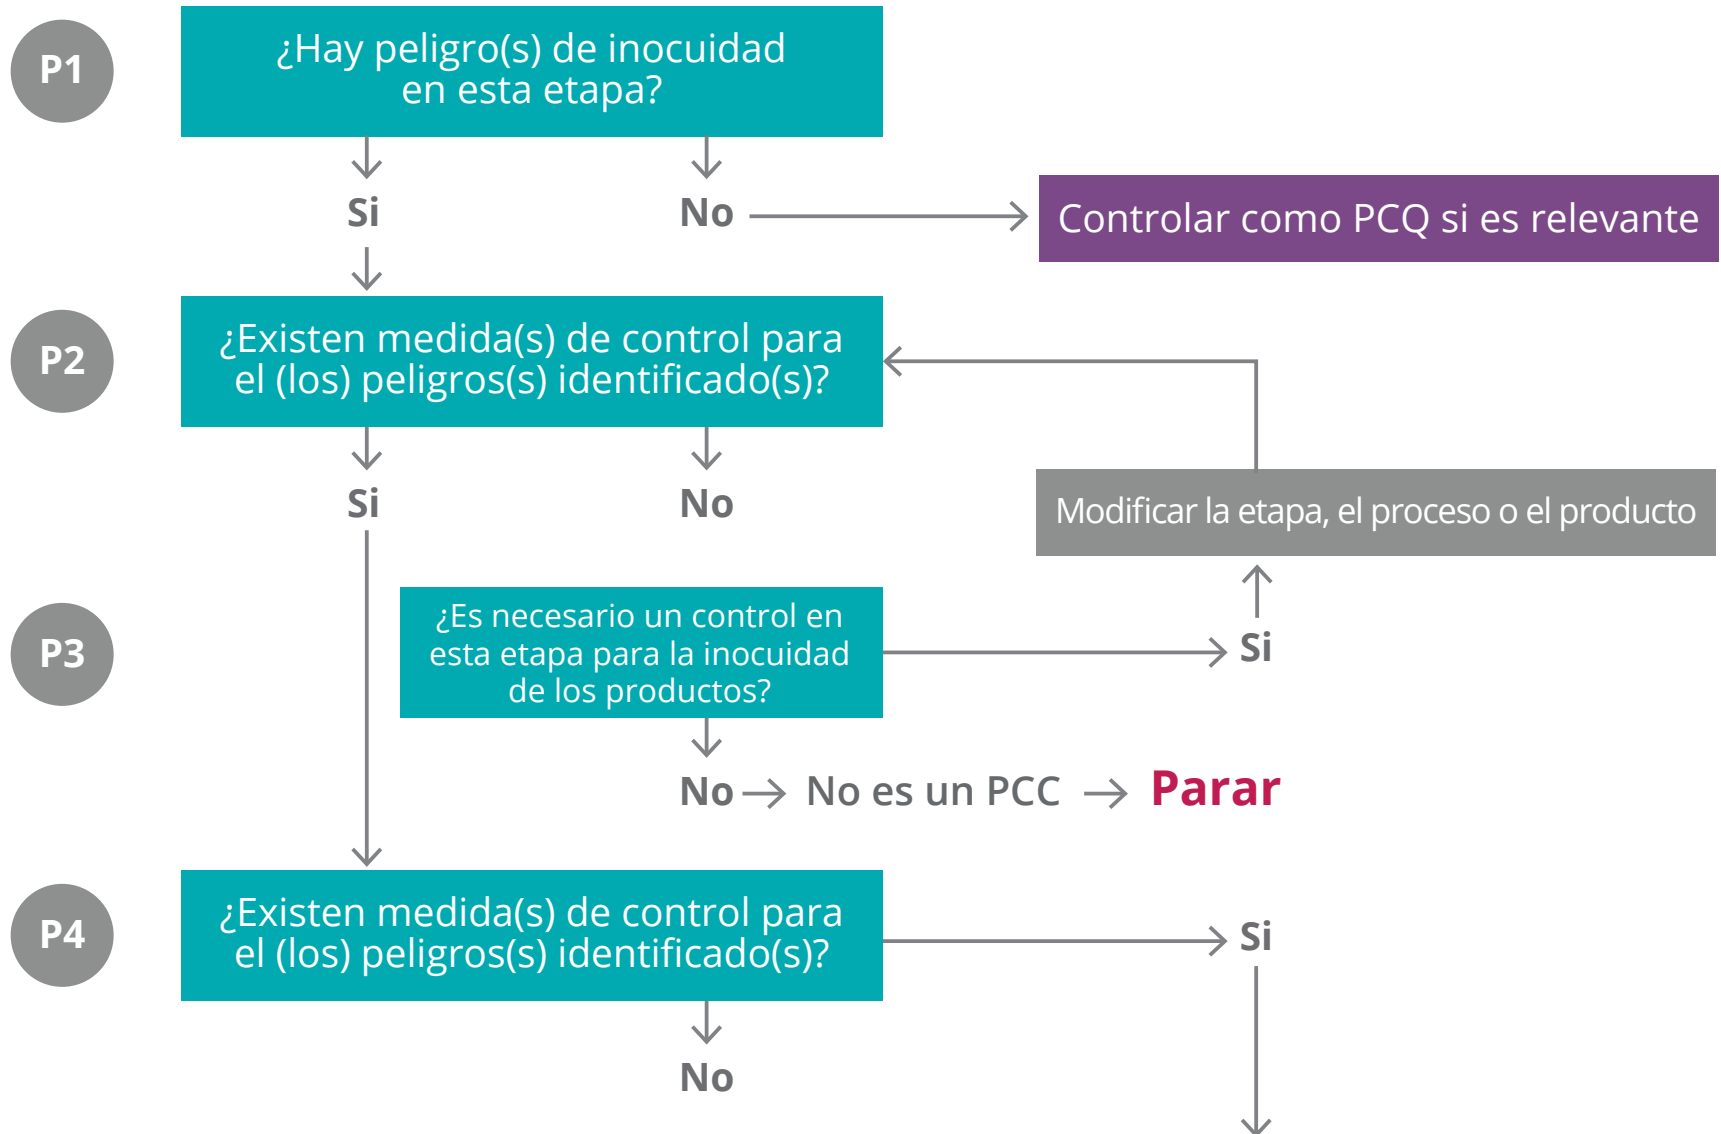 P1
¿Hay peligro(s) de inocuidad
en esta etapa?
Si
No
Controlar como PCQ si es relevante
P2
¿Existen medida(s) de control para
el (los) peligros(s) identificado(s)?
Si
No
Modificar la etapa, el proceso o el producto
P3
¿Es necesario un control en
esta etapa para la inocuidad
de los productos?
Si
No
No es un PCC
Parar
P4
¿Existen medida(s) de control para
el (los) peligros(s) identificado(s)?
Si
No